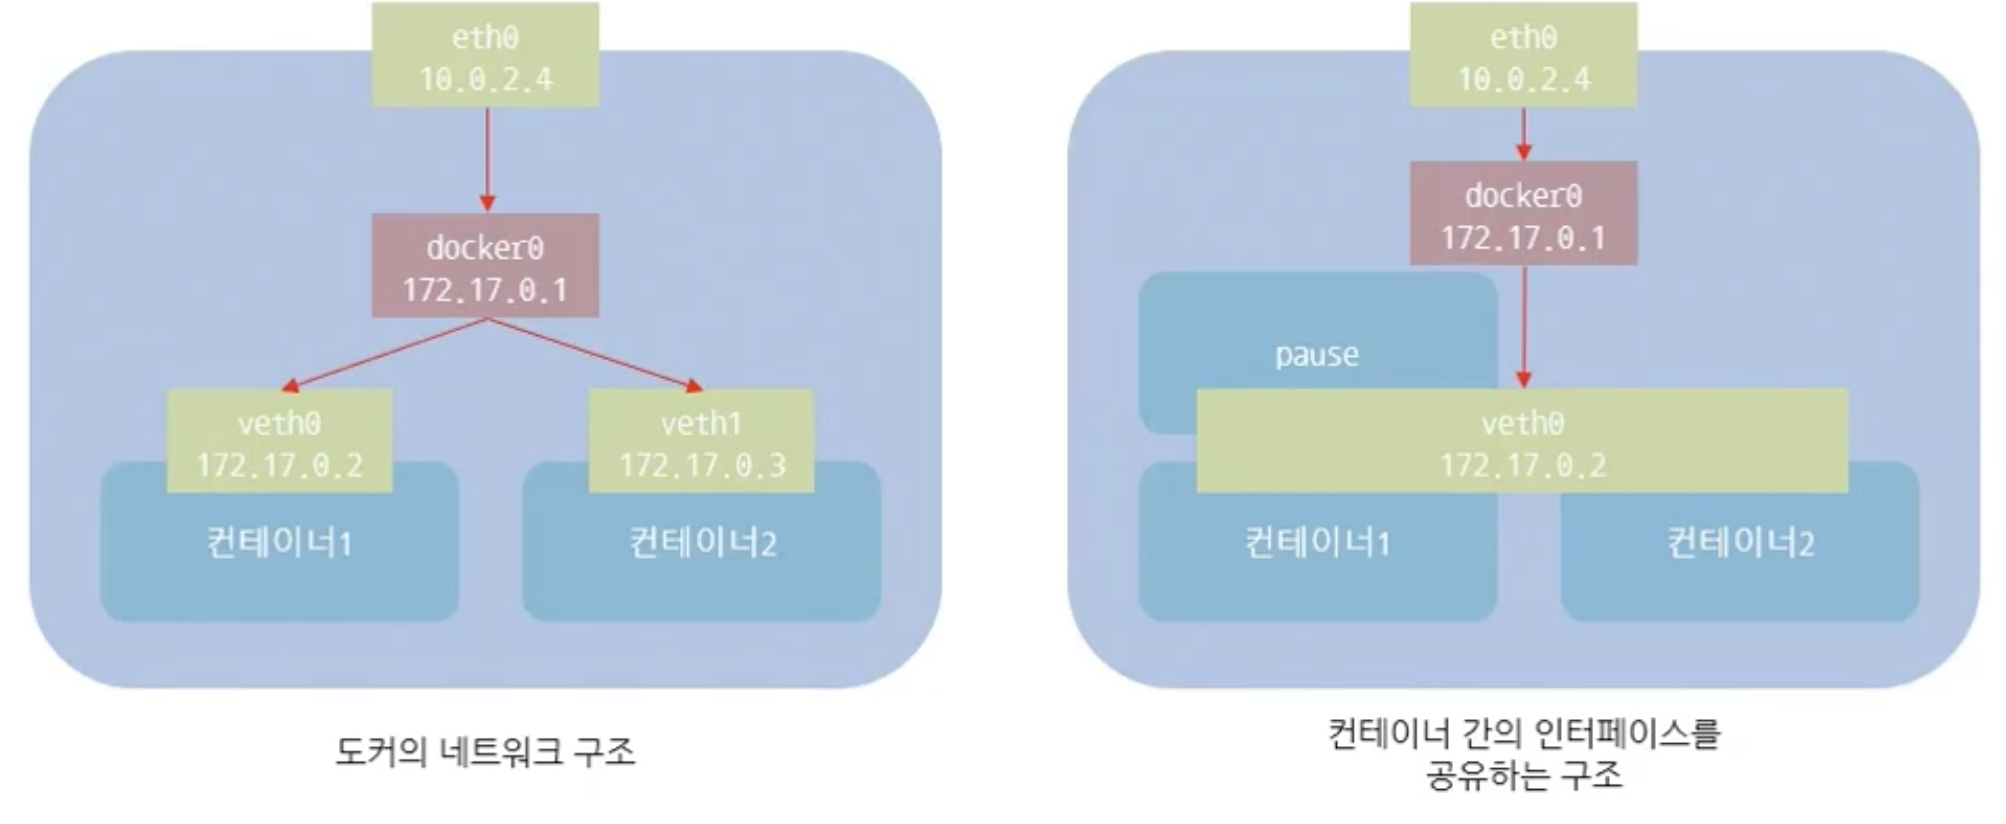 eth0
10.0.2.4
docker0
172.17.0.1
veth0
172.17.0.2
veth1
172.17.0.3
컨테이너1
컨테이너2
도커의 네트워크 구조
eth0
10.0.2.4
docker0
172.17.0.1
pause
veth0
172.17.0.2
컨테이너1
컨테이너2
컨테이너 간의 인터페이스를
공유하는 구조